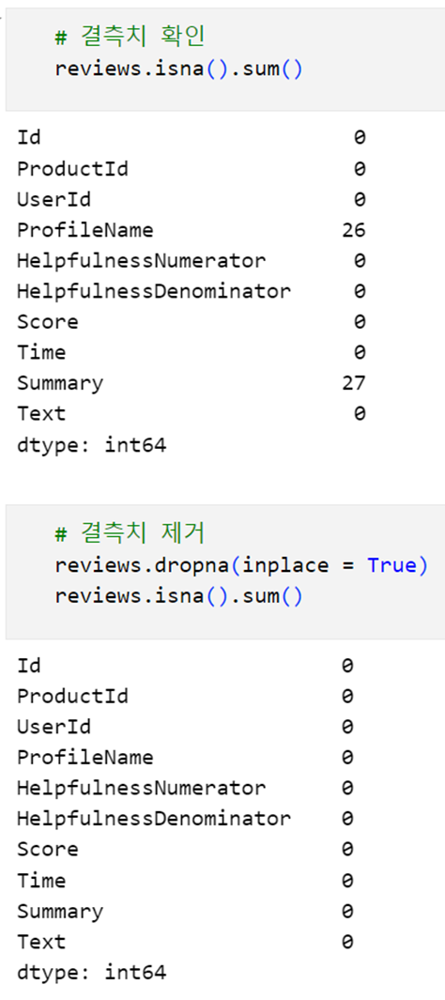 # 결측치 확인
reviews.isna().sum()
Id 0
ProductId 0
UserId 0
ProfileName 26
HelpfulnessNumerator 0
HelpfulnessDenominator 0
Score 0
Time 0
Summary 27
Text 0
dtype: int64
# 결측치 제거
reviews.dropna(inplace = True)
reviews.isna().sum()
Id 0
ProductId 0
UserId 0
ProfileName 0
HelpfulnessNumerator 0
HelpfulnessDenominator 0
Score 0
Time 0
Summary 0
Text 0
dtype: int64